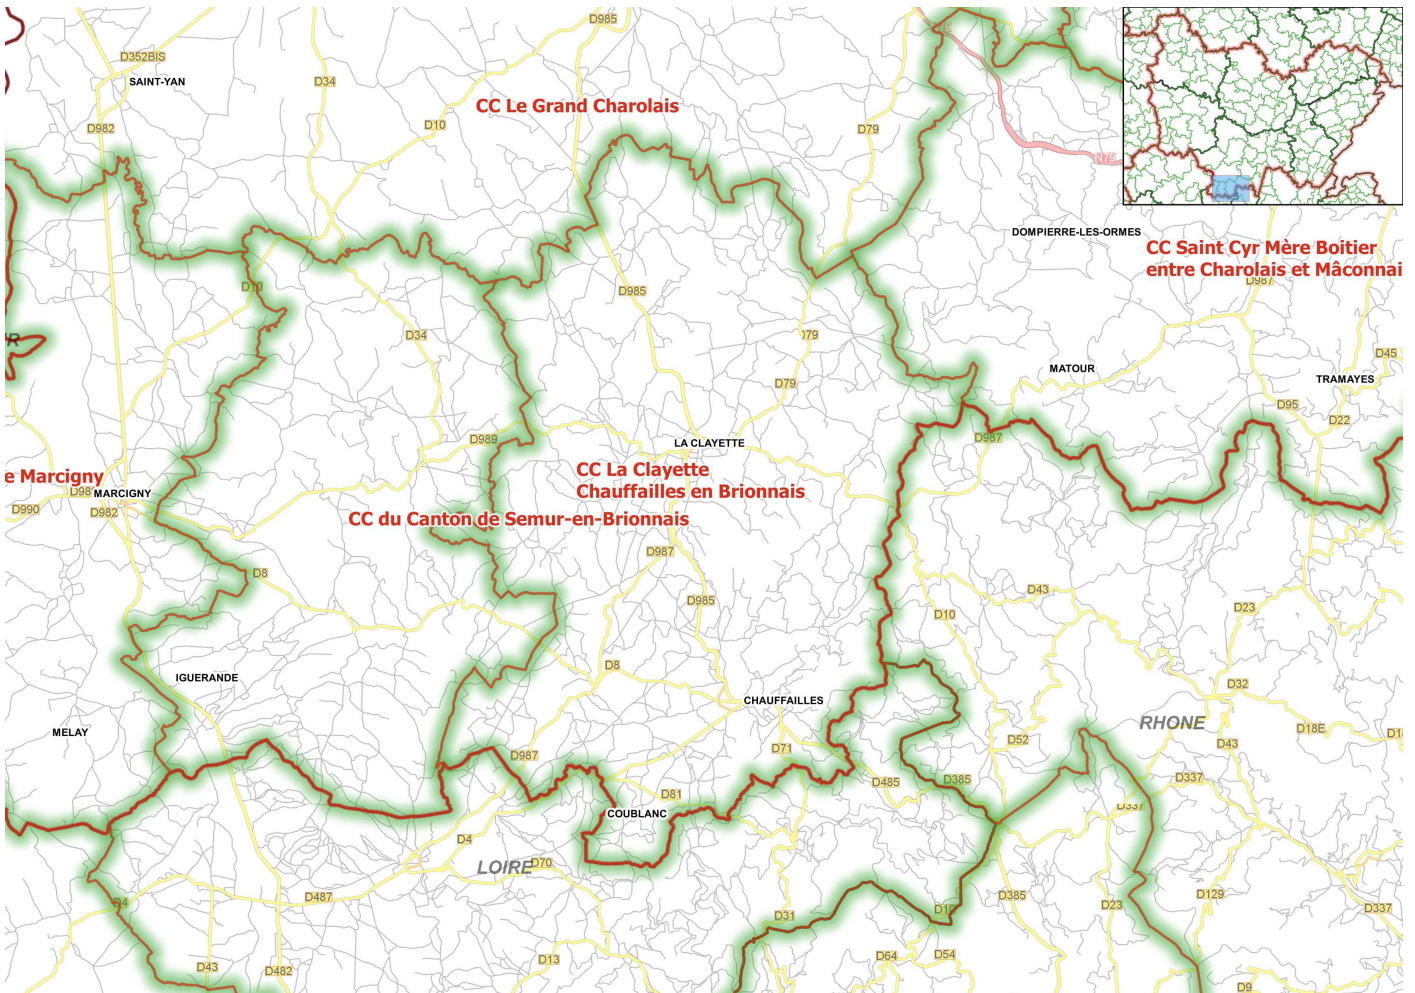 D985
N79
D352BIS
SAINT-YAN
D34
CC Le Grand Charolais
D982
D10
D79
N79
DOMPIERRE-LES-ORMES
CC Saint Cyr Mère Boitier
entre Charolais et Mâconnai
D987
D10
D985
D34
D79
D45
MATOUR
D79
TRAMAYES
D95
D22
D989
LA CLAYETTE
D987
CC La Clayette
Chauffailles en Brionnais
e Marcigny
MARCIGNY
D990
D982
CC du Canton de Semur-en-Brionnais
D987
D8
D43
D985
D23
D10
D8
IGUERANDE
D32
CHAUFFAILLES
MELAY
RHONE
D18E
D52
D43
D987
D71
D485
D385
D337
D81
D337
COUBLANC
D4
LOIRE
D70
D487
D385
D129
D4
D23
D337
D31
D64
D54
D13
D43
D482
D9